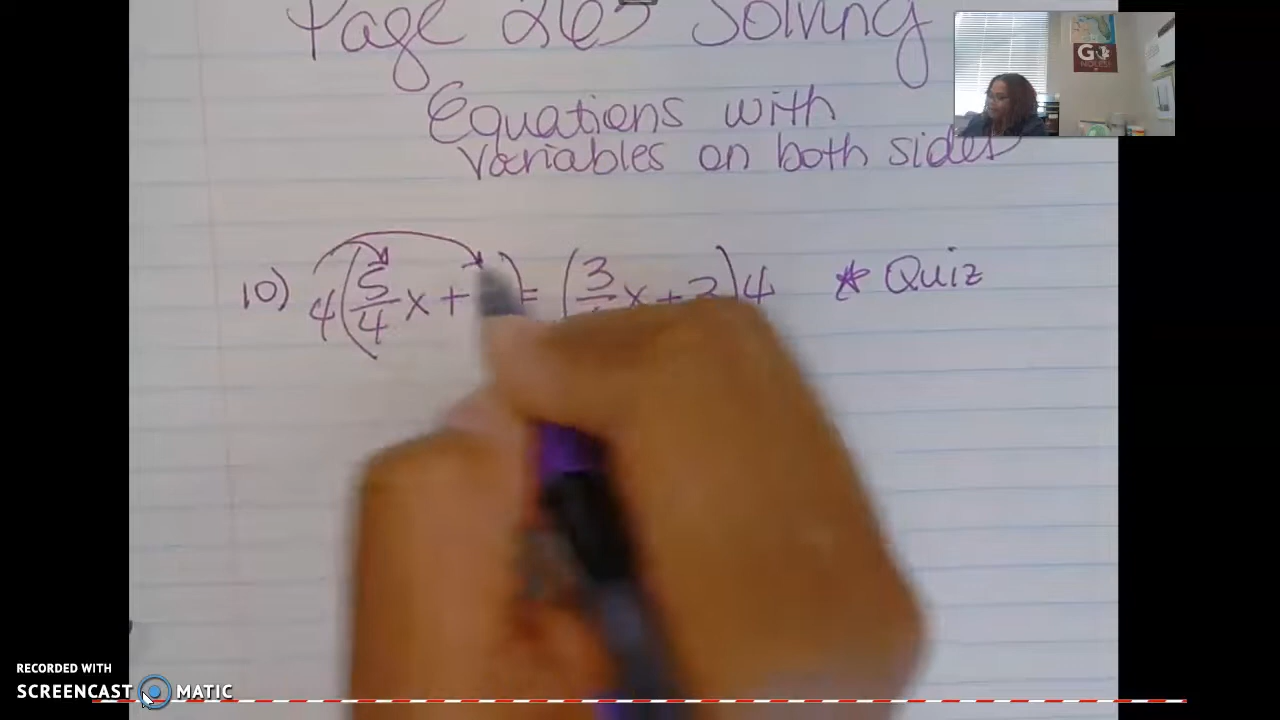 Page 263 Solving
Equations with
variables on both sides
10) 4(5/4 x + ) = (3/ x + )4 * Quiz
RECORDED WITH
SCREENCAST MATIC